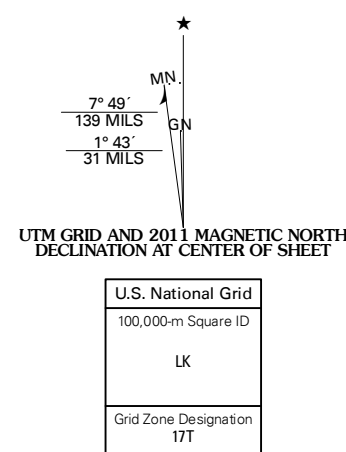 ★
MN.
7° 49´
139 MILS
GN
1° 43´
31 MILS
UTM GRID AND 2011 MAGNETIC NORTH
DECLINATION AT CENTER OF SHEET
U.S. National Grid
100,000-m Square ID
LK
Grid Zone Designation
17T